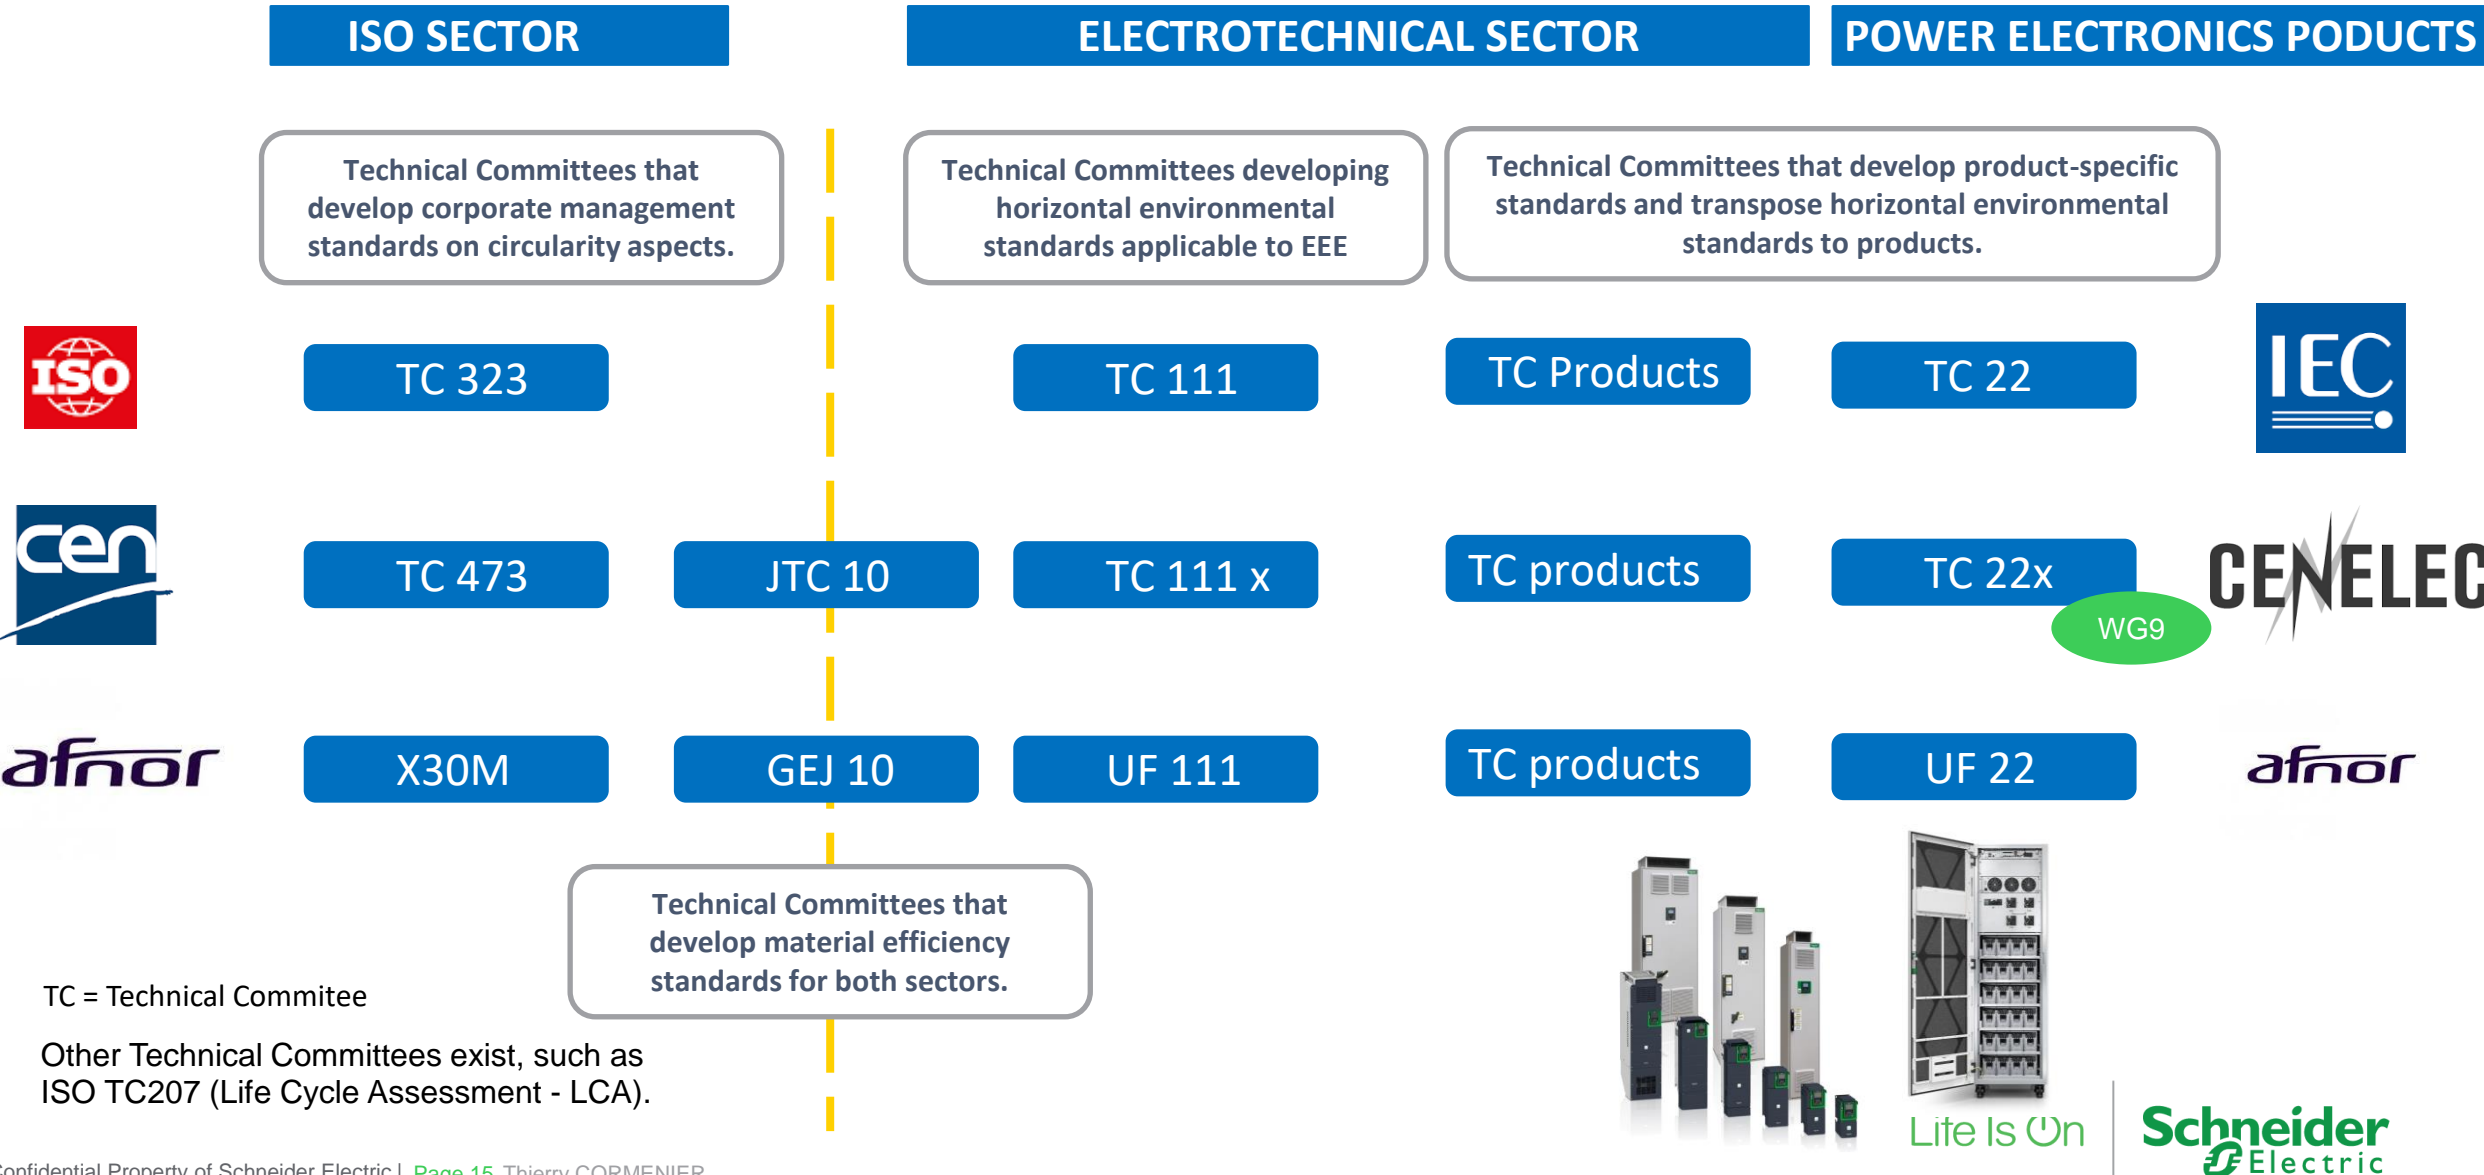 ISO SECTOR
ELECTROTECHNICAL SECTOR
POWER ELECTRONICS PODUCTS
Technical Committees that
develop corporate management
standards on circularity aspects.
Technical Committees developing
horizontal environmental
standards applicable to EEE
Technical Committees that develop product-specific
standards and transpose horizontal environmental
standards to products.
ISO
TC 323
TC 111
TC Products
TC 22
IEC
cen
TC 473
JTC 10
TC 111 x
TC products
TC 22x
WG9
CENELEC
afnor
X30M
GEJ 10
UF 111
TC products
UF 22
afnor
Technical Committees that
develop material efficiency
standards for both sectors.
TC = Technical Commitee
Other Technical Committees exist, such as
ISO TC207 (Life Cycle Assessment - LCA).
Life Is On
Schneider
Electric
Confidential Property of Schneider Electric | Page 15 Thierry CORMENIER